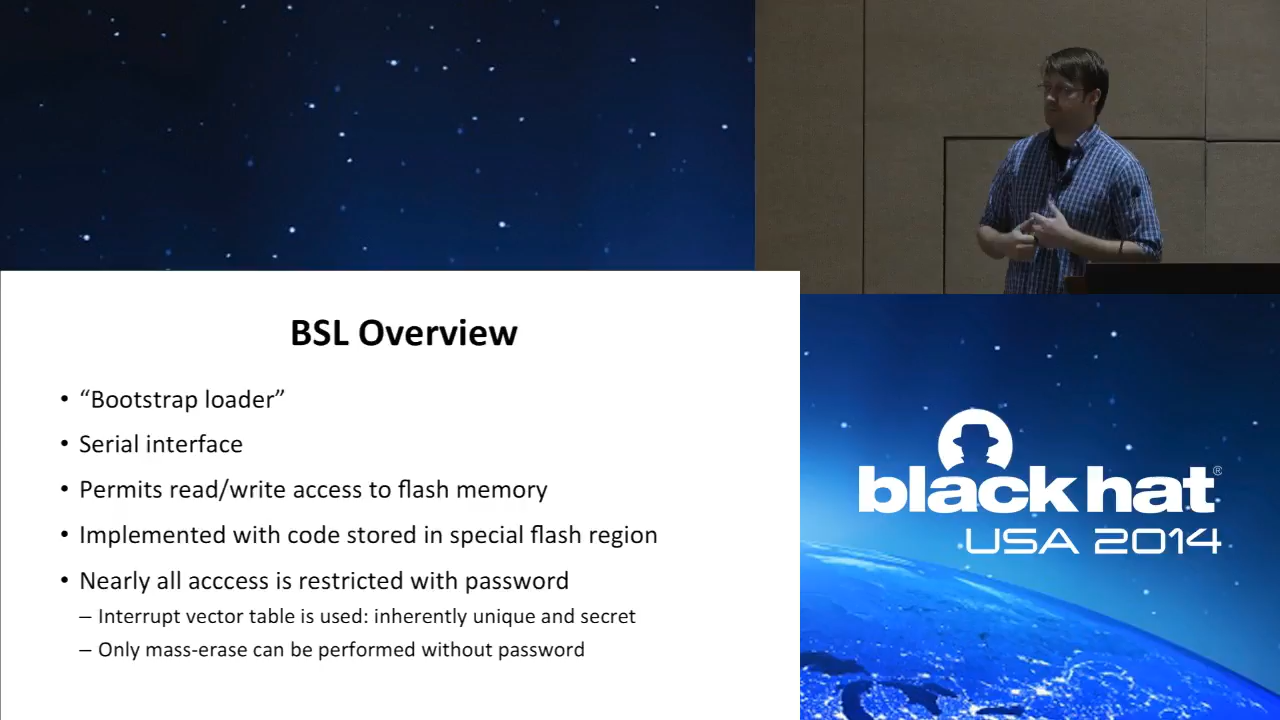 BSL Overview
• “Bootstrap loader”
• Serial interface
• Permits read/write access to flash memory
• Implemented with code stored in special flash region
• Nearly all acccess is restricted with password
– Interrupt vector table is used: inherently unique and secret
– Only mass-erase can be performed without password
black hat®
USA 2014